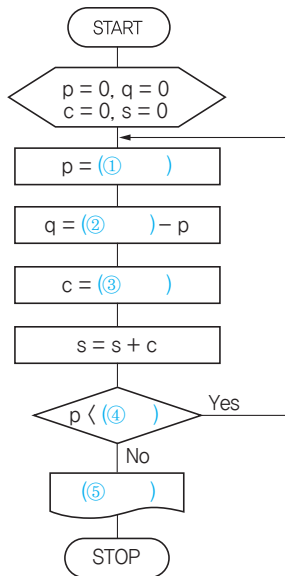 START
p = 0, q = 0
c = 0, s = 0
p = (①　　)
q = (②　　) − p
c = (③　　)
s = s + c
p < (④　　)
Yes
No
(⑤　　)
STOP